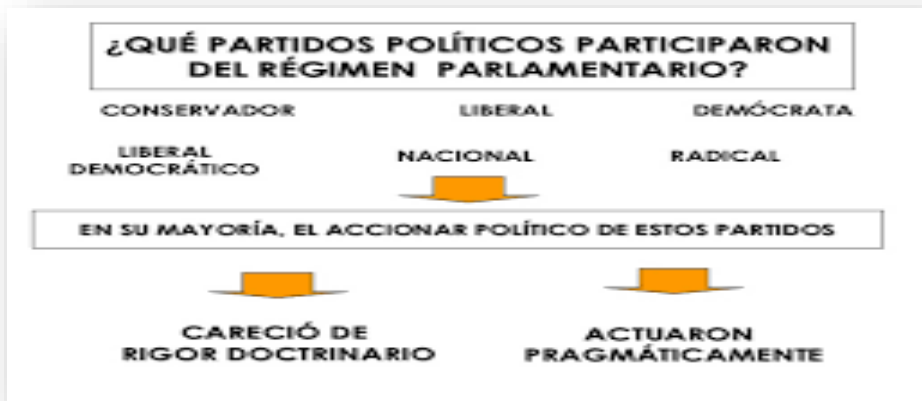 ¿QUÉ PARTIDOS POLÍTICOS PARTICIPARON
DEL RÉGIMEN PARLAMENTARIO?
CONSERVADOR LIBERAL DEMÓCRATA
LIBERAL
DEMOCRÁTICO NACIONAL RADICAL
EN SU MAYORÍA, EL ACCIONAR POLÍTICO DE ESTOS PARTIDOS
CARECIÓ DE
RIGOR DOCTRINARIO
ACTUARON
PRAGMÁTICAMENTE